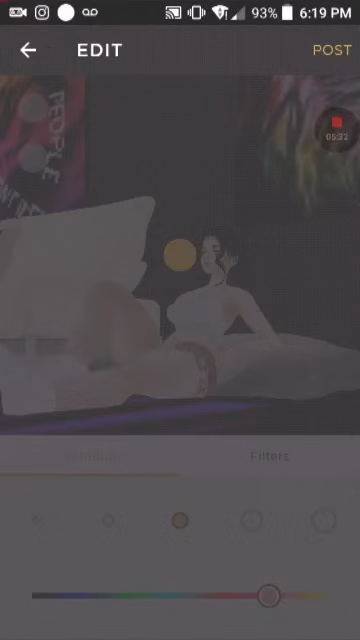 93% 6:19 PM
EDIT
POST
05:32
PEOPLE
Filters